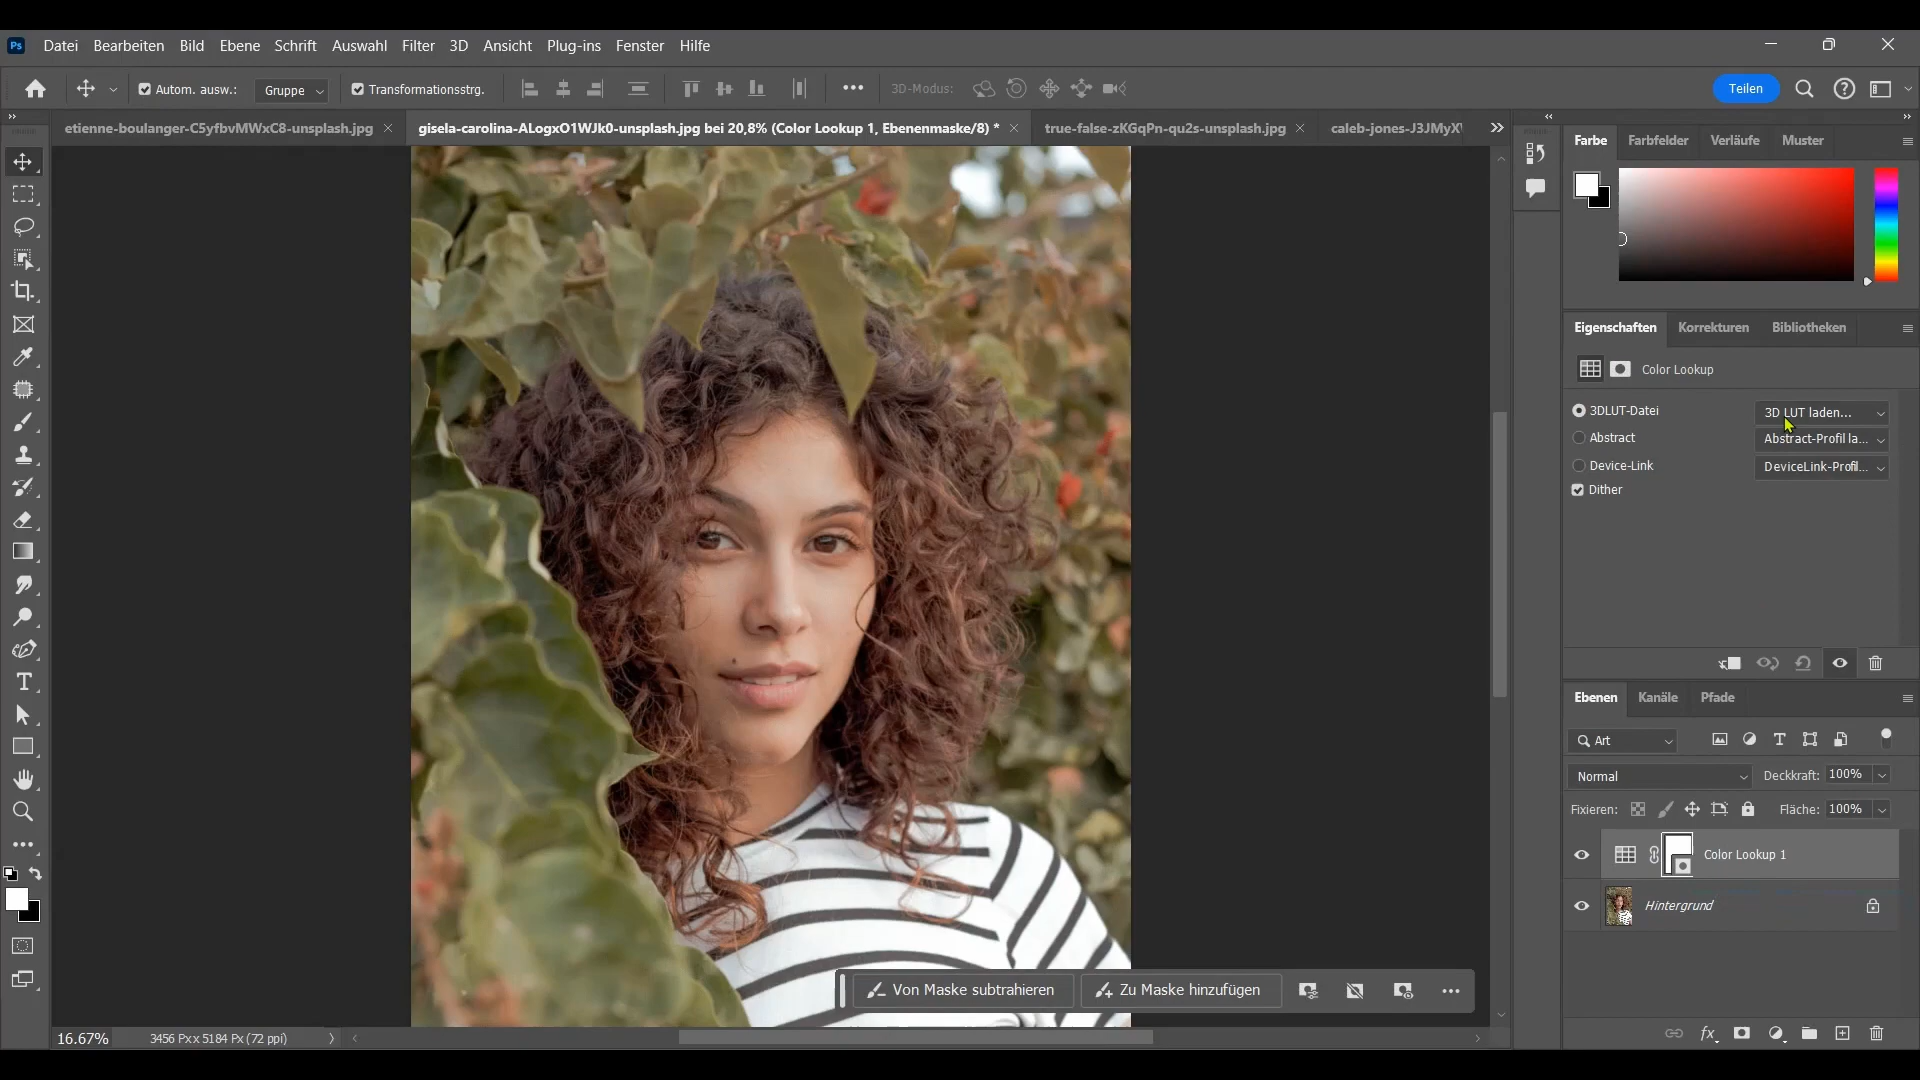 Ps Datei Bearbeiten Bild Ebene Schrift Auswahl Filter 3D Ansicht Plug-ins Fenster Hilfe
Autom. ausw.: Gruppe Transformationsstrg. 3D-Modus: Teilen
etienne-boulanger-C5yfbvMWxC8-unsplash.jpg gisela-carolina-ALogxO1WJk0-unsplash.jpg bei 20,8% (Color Lookup 1, Ebenenmaske/8) * true-false-zKGqPn-qu2s-unsplash.jpg caleb-jones-J3JMyX
Farbe Farbfelder Verläufe Muster
Eigenschaften Korrekturen Bibliotheken
Color Lookup
3DLUT-Datei 3D LUT laden...
Abstract Abstract-Profil la...
Device-Link DeviceLink-Profil...
Dither
Ebenen Kanäle Pfade
Art
Normal Deckkraft: 100%
Fixieren: Fläche: 100%
Color Lookup 1
Hintergrund
Von Maske subtrahieren Zu Maske hinzufügen
16.67% 3456 Px x 5184 Px (72 ppi)